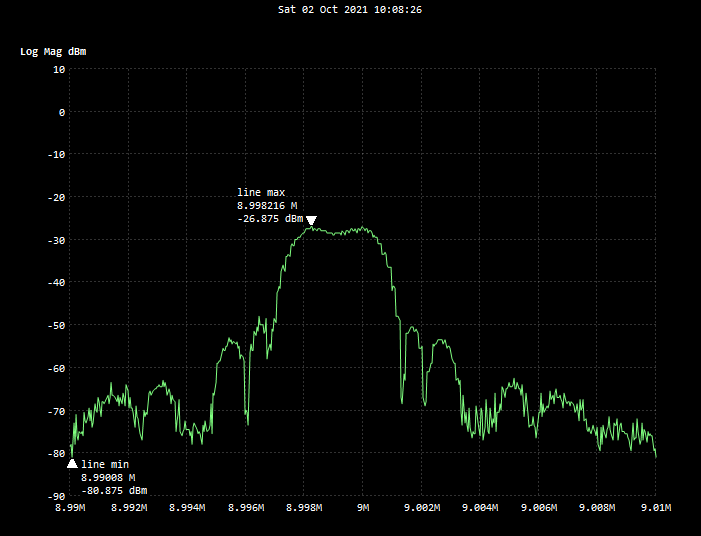 Sat 02 Oct 2021 10:08:26
Log Mag dBm
10
0
-10
-20
line max
8.998216 M
-26.875 dBm
-30
-40
-50
-60
-70
-80
line min
8.99008 M
-80.875 dBm
-90
8.99M 8.992M 8.994M 8.996M 8.998M 9M 9.002M 9.004M 9.006M 9.008M 9.01M